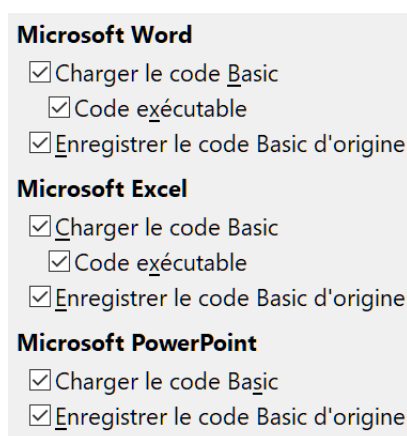 Microsoft Word
Charger le code Basic
Code exécutable
Enregistrer le code Basic d'origine
Microsoft Excel
Charger le code Basic
Code exécutable
Enregistrer le code Basic d'origine
Microsoft PowerPoint
Charger le code Basic
Enregistrer le code Basic d'origine